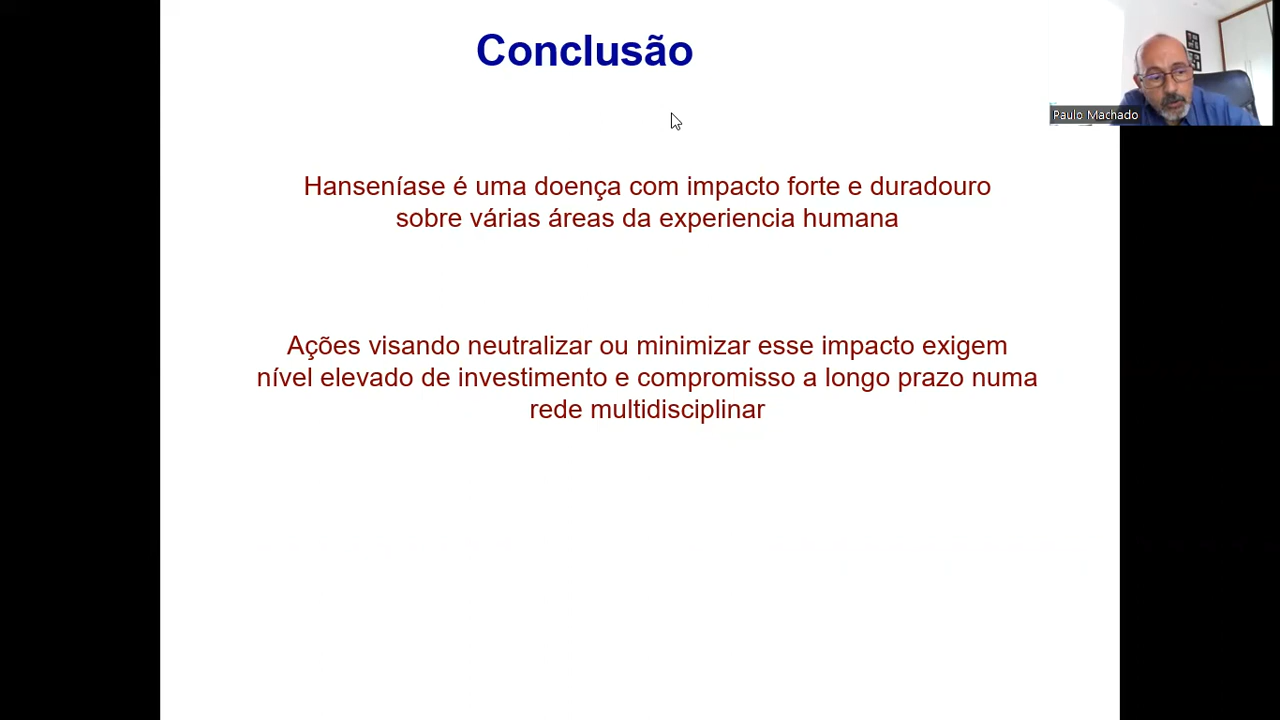 Conclusão
Paulo Machado
Hanseníase é uma doença com impacto forte e duradouro
sobre várias áreas da experiencia humana
Ações visando neutralizar ou minimizar esse impacto exigem
nível elevado de investimento e compromisso a longo prazo numa
rede multidisciplinar